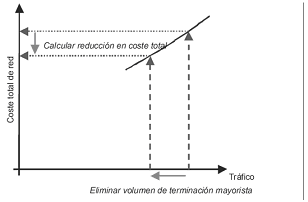 Calcular reducción en coste total
Coste total de red
Tráfico
Eliminar volumen de terminación mayorista